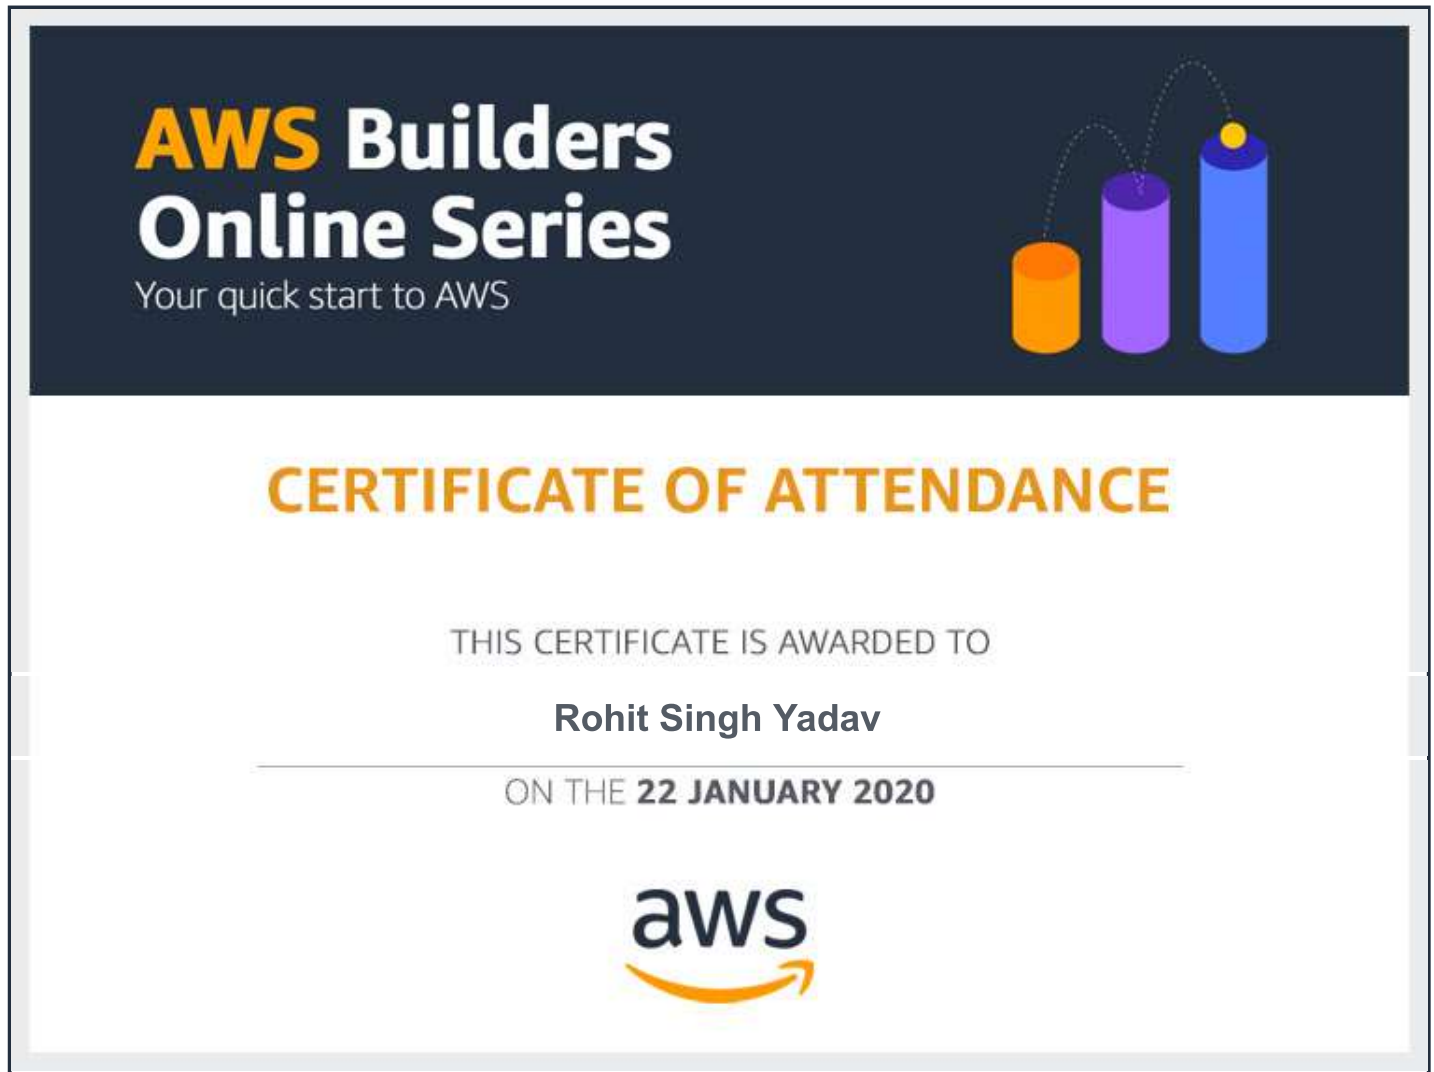 AWS Builders
Online Series
Your quick start to AWS
CERTIFICATE OF ATTENDANCE
THIS CERTIFICATE IS AWARDED TO
Rohit Singh Yadav
ON THE 22 JANUARY 2020
aws